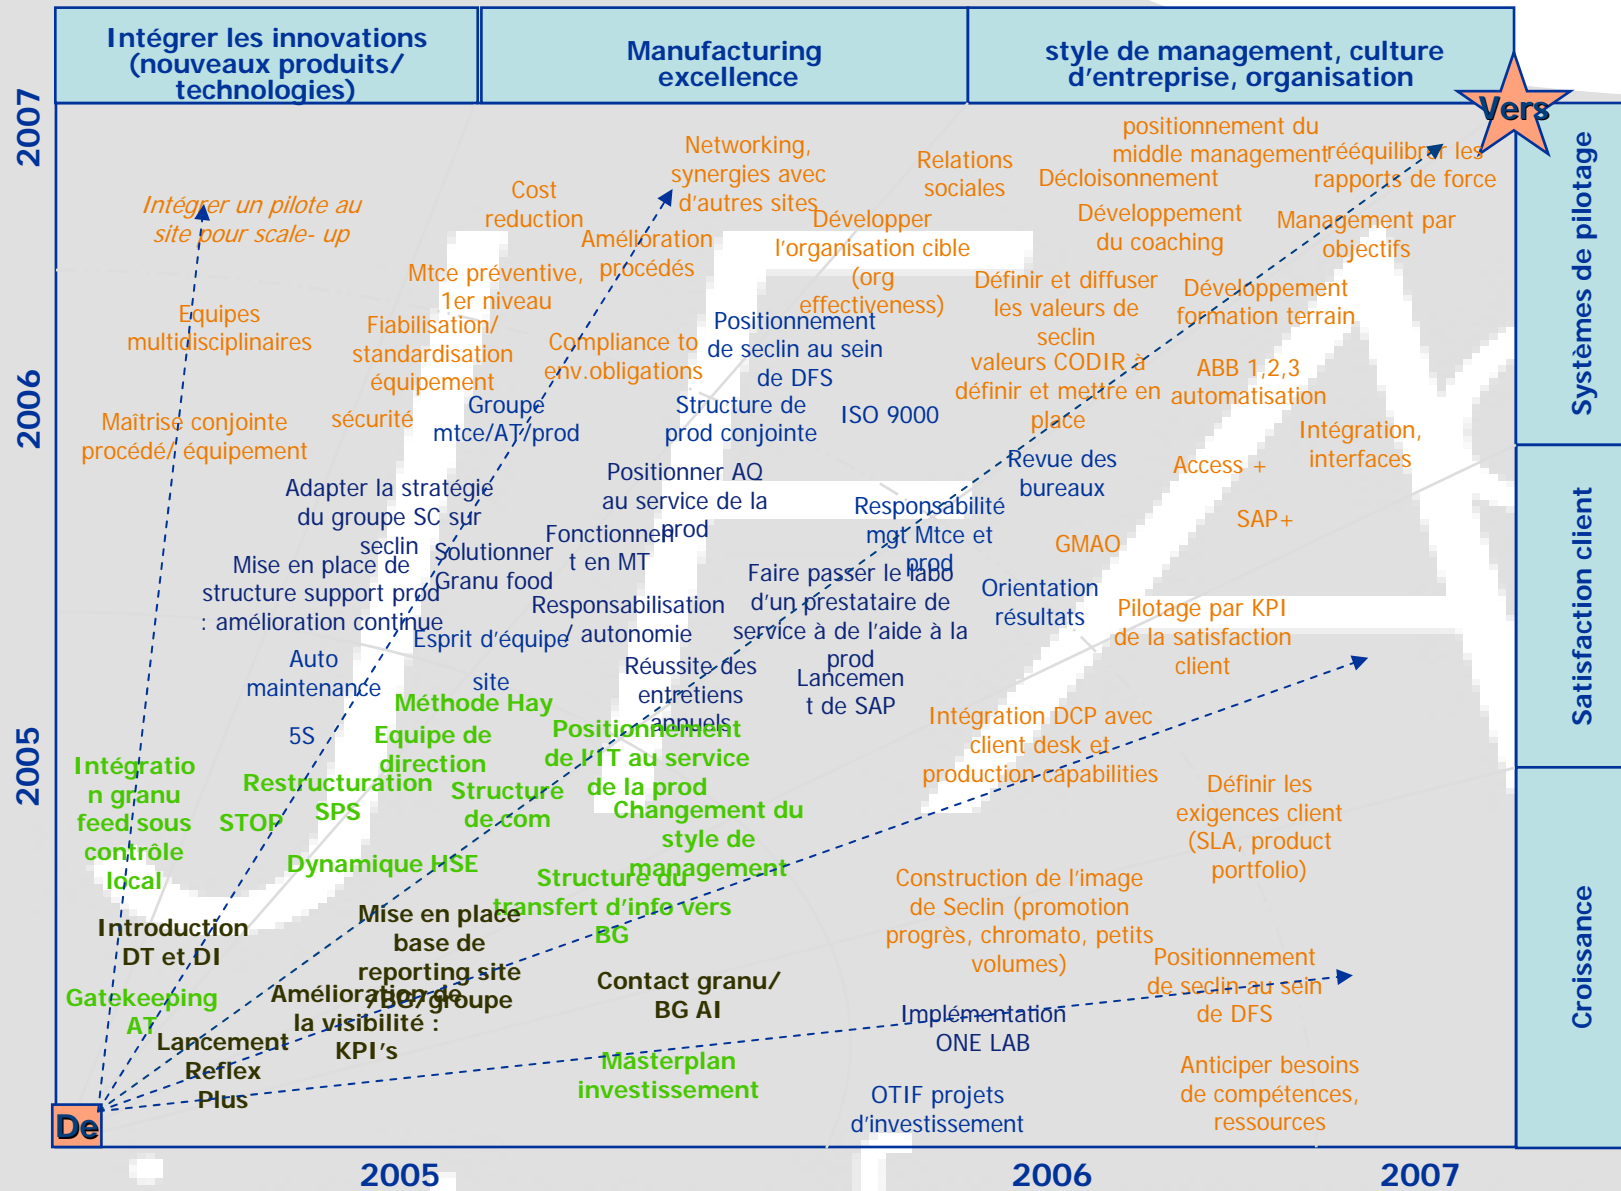 Intégrer les innovations
(nouveaux produits/
technologies)
Manufacturing
excellence
style de management, culture
d'entreprise, organisation
Vers
2007
2006
2005
Systèmes de pilotage
Satisfaction client
Croissance
Intégrer un pilote au
site pour scale- up
Equipes
multidisciplinaires
Maîtrise conjointe
procédé/ équipement
Cost
reduction
Mtce préventive,
1er niveau
Fiabilisation/
standardisation
équipement
sécurité
Networking,
synergies avec
d'autres sites
Amélioration
procédés
Compliance to
env.obligations
Relations
sociales
Développer
l'organisation cible
(org
effectiveness)
positionnement du
middle management
Décloisonnement
rééquilibrer les
rapports de force
Développement
du coaching
Management par
objectifs
Définir et diffuser
les valeurs de
seclin
Développement
formation terrain
valeurs CODIR à
définir et mettre en
place
ABB 1,2,3
automatisation
Intégration,
interfaces
Access +
SAP+
GMAO
Groupe
mtce/AT/prod
Positionnement
de seclin au sein
de DFS
Structure de
prod conjointe
ISO 9000
Revue des
bureaux
Adapter la stratégie
du groupe SC sur
seclin
Positionner AQ
au service de la
prod
Responsabilité
mgt Mtce et
prod
Mise en place de
structure support prod
: amélioration continue
Solutionner
Granu food
Fonctionnen
t en MT
Faire passer le labo
d'un prestataire de
service à de l'aide à la
prod
Orientation
résultats
Responsabilisation
/ autonomie
Esprit d'équipe
site
Auto
maintenance
5S
Réussite des
entretiens
annuels
Lancemen
t de SAP
Pilotage par KPI
de la satisfaction
client
Intégration DCP avec
client desk et
production capabilities
Définir les
exigences client
(SLA, product
portfolio)
Méthode Hay
Equipe de
direction
Positionnement
de l'IT au service
de la prod
Intégratio
n granu
feed sous
contrôle
local
Restructuration
SPS
STOP
Structure
de com
Changement du
style de
management
Dynamique HSE
Structure du
transfert d'info vers
BG
Construction de l'image
de Seclin (promotion
progrès, chromato, petits
volumes)
Introduction
DT et DI
Mise en place
base de
reporting site
/BG/groupe
Gatekeeping
AT
Amélioration de
la visibilité :
KPI's
Contact granu/
BG AI
Positionnement
de seclin au sein
de DFS
Implémentation
ONE LAB
Lancement
Reflex
Plus
Masterplan
investissement
Anticiper besoins
de compétences,
ressources
OTIF projets
d'investissement
De
2005
2006
2007